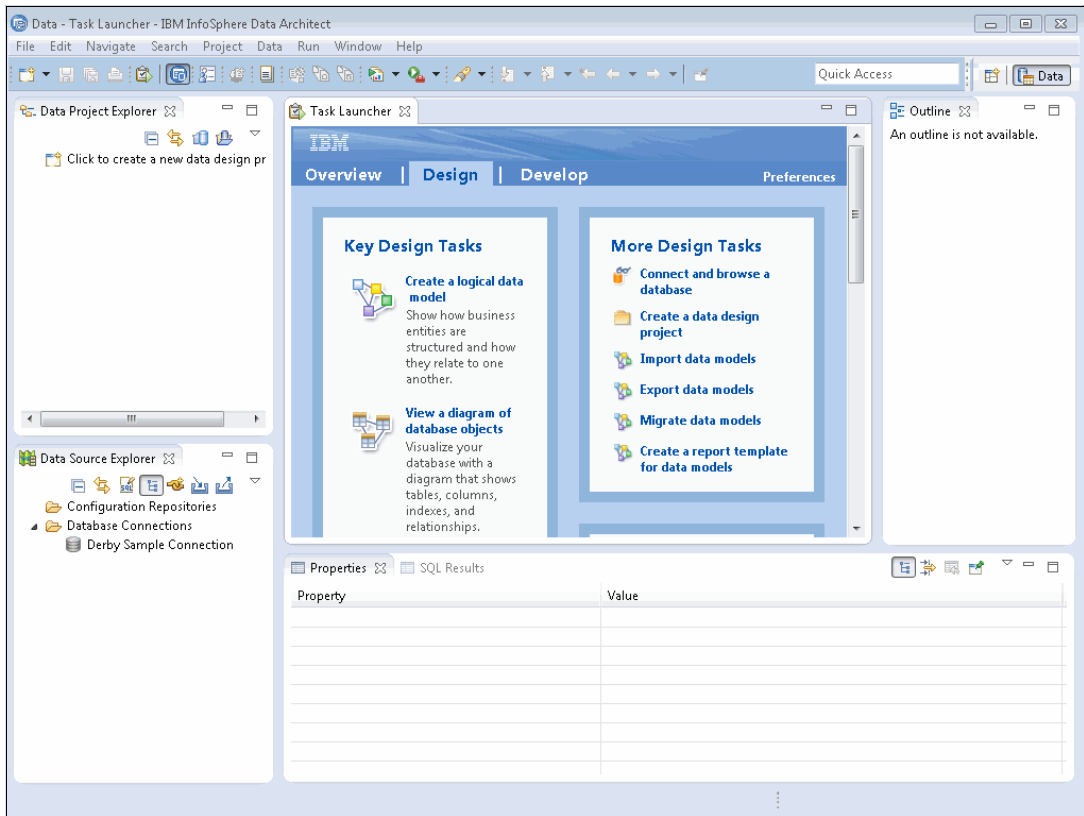 Data - Task Launcher - IBM InfoSphere Data Architect
File Edit Navigate Search Project Data Run Window Help
Quick Access
Data
Data Project Explorer
Click to create a new data design pr
Task Launcher
IBM
Overview | Design | Develop
Preferences
Key Design Tasks
Create a logical data
model
Show how business
entities are
structured and how
they relate to one
another.
View a diagram of
database objects
Visualize your
database with a
diagram that shows
tables, columns,
indexes, and
relationships.
More Design Tasks
Connect and browse a
database
Create a data design
project
Import data models
Export data models
Migrate data models
Create a report template
for data models
Outline
An outline is not available.
Data Source Explorer
SQL
Configuration Repositories
Database Connections
Derby Sample Connection
Properties
SQL Results
Property Value